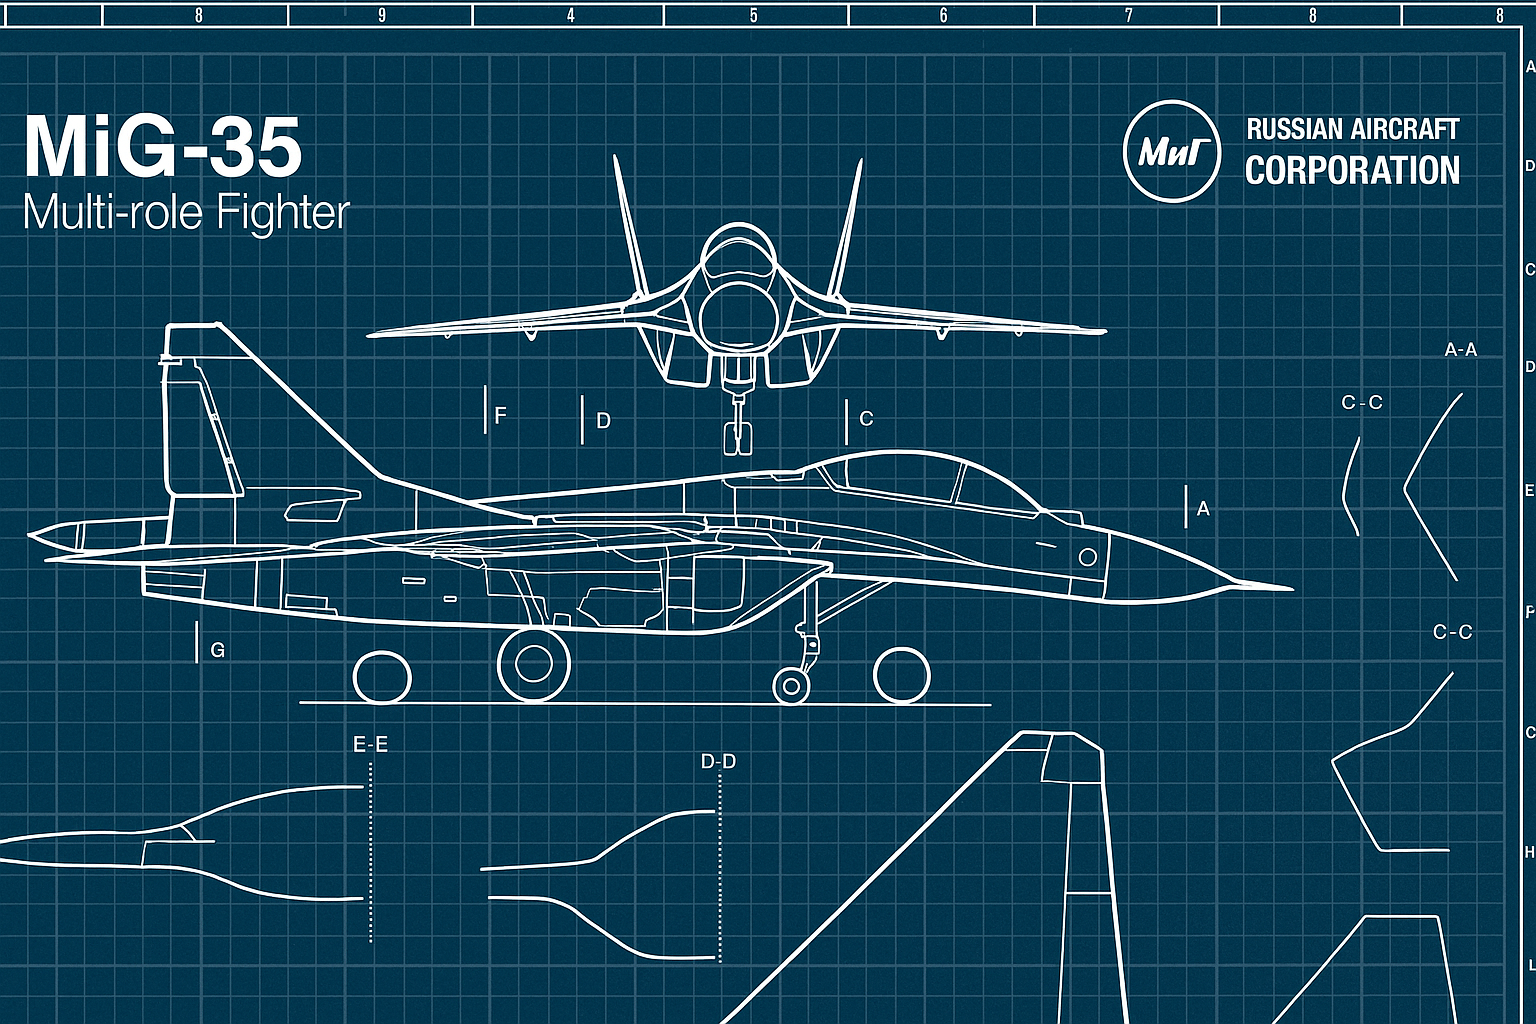 8 9 4 5 6 7 8 8
A
MiG-35
Multi-role Fighter
МиГ
RUSSIAN AIRCRAFT
CORPORATION
D
C
A-A
D
C-C
F
D
C
E
A
P
C-C
G
C
E-E
D-D
H
L